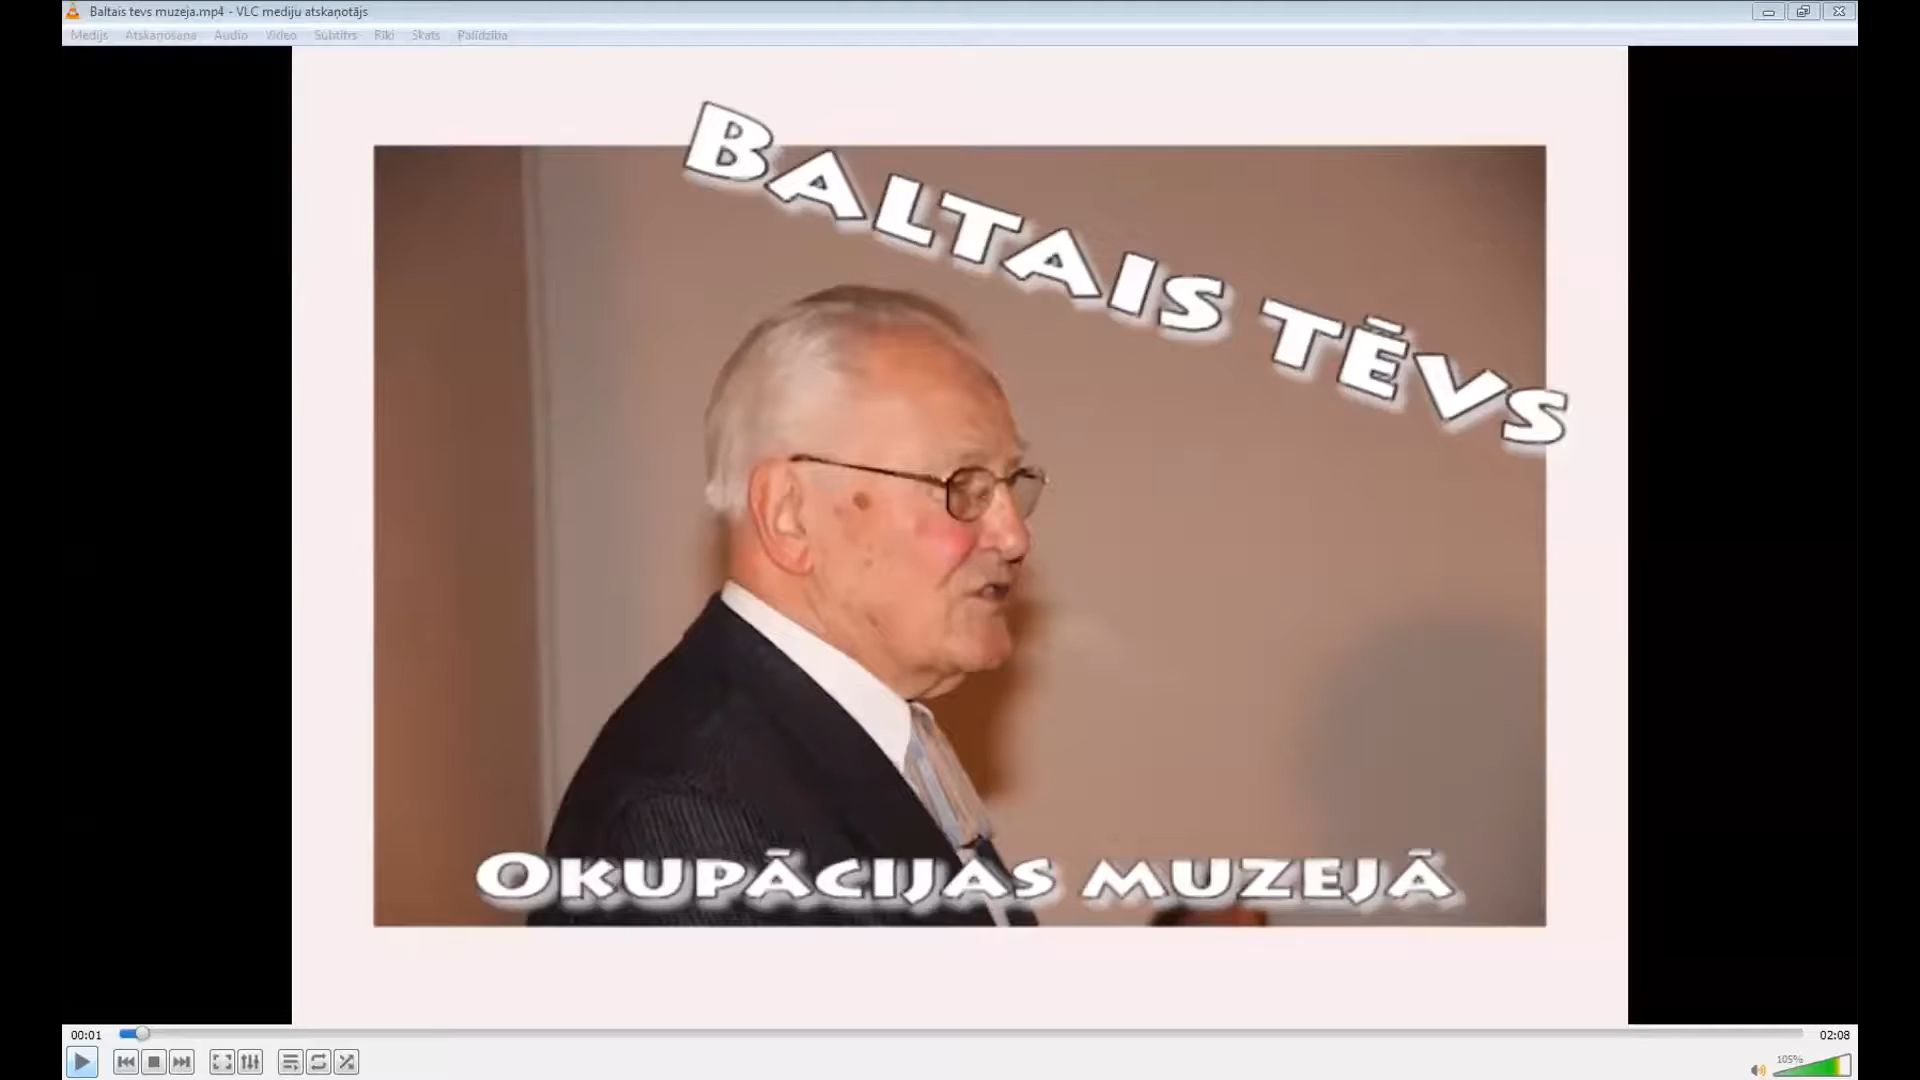 Baltais tevs muzeja.mp4 - VLC mediju atskaņotājs
Medijs Atskaņošana Audio Video Subtitrs Rīki Skats Palīdzība
BALTAIS TĒVS
OKUPĀCIJAS MUZEJĀ
00:01
02:08
105%